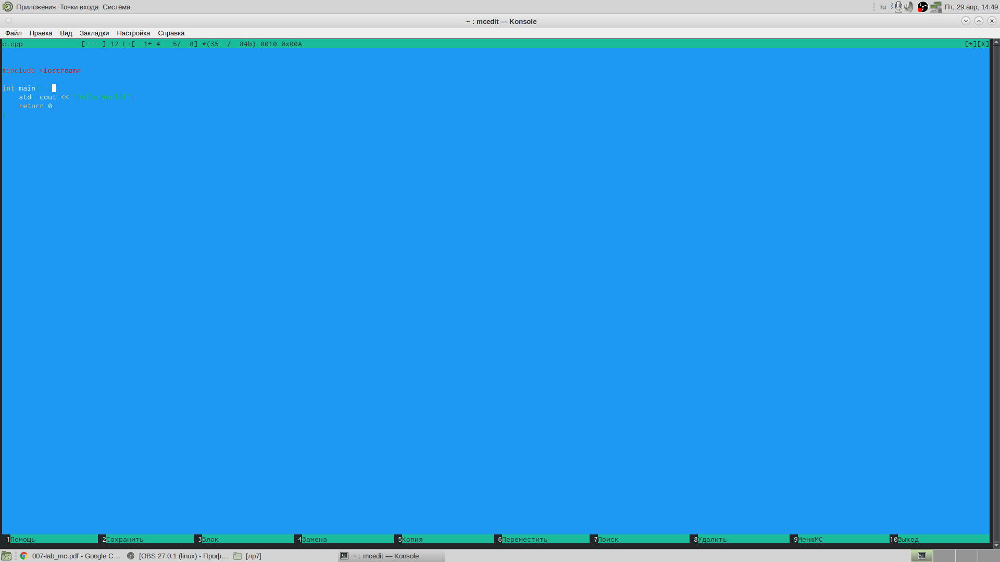 Приложения Точки входа Система
ru
Пт, 29 апр, 14:49
~ : mcedit — Konsole
Файл Правка Вид Закладки Настройка Справка
c.cpp [----] 12 L:[ 1+ 4 5/ 8] *(35 / 84b) 0010 0x00A [*][X]
#include <iostream>
int main() {
std cout << "Hello World!";
return 0;
}
1Помощь 2Сохранить 3Блок 4Замена 5Копия 6Переместить 7Поиск 8Удалить 9МенюМС 10Выход
007-lab_mc.pdf - Google C... [OBS 27.0.1 (linux) - Проф... [лр7] ~ : mcedit — Konsole